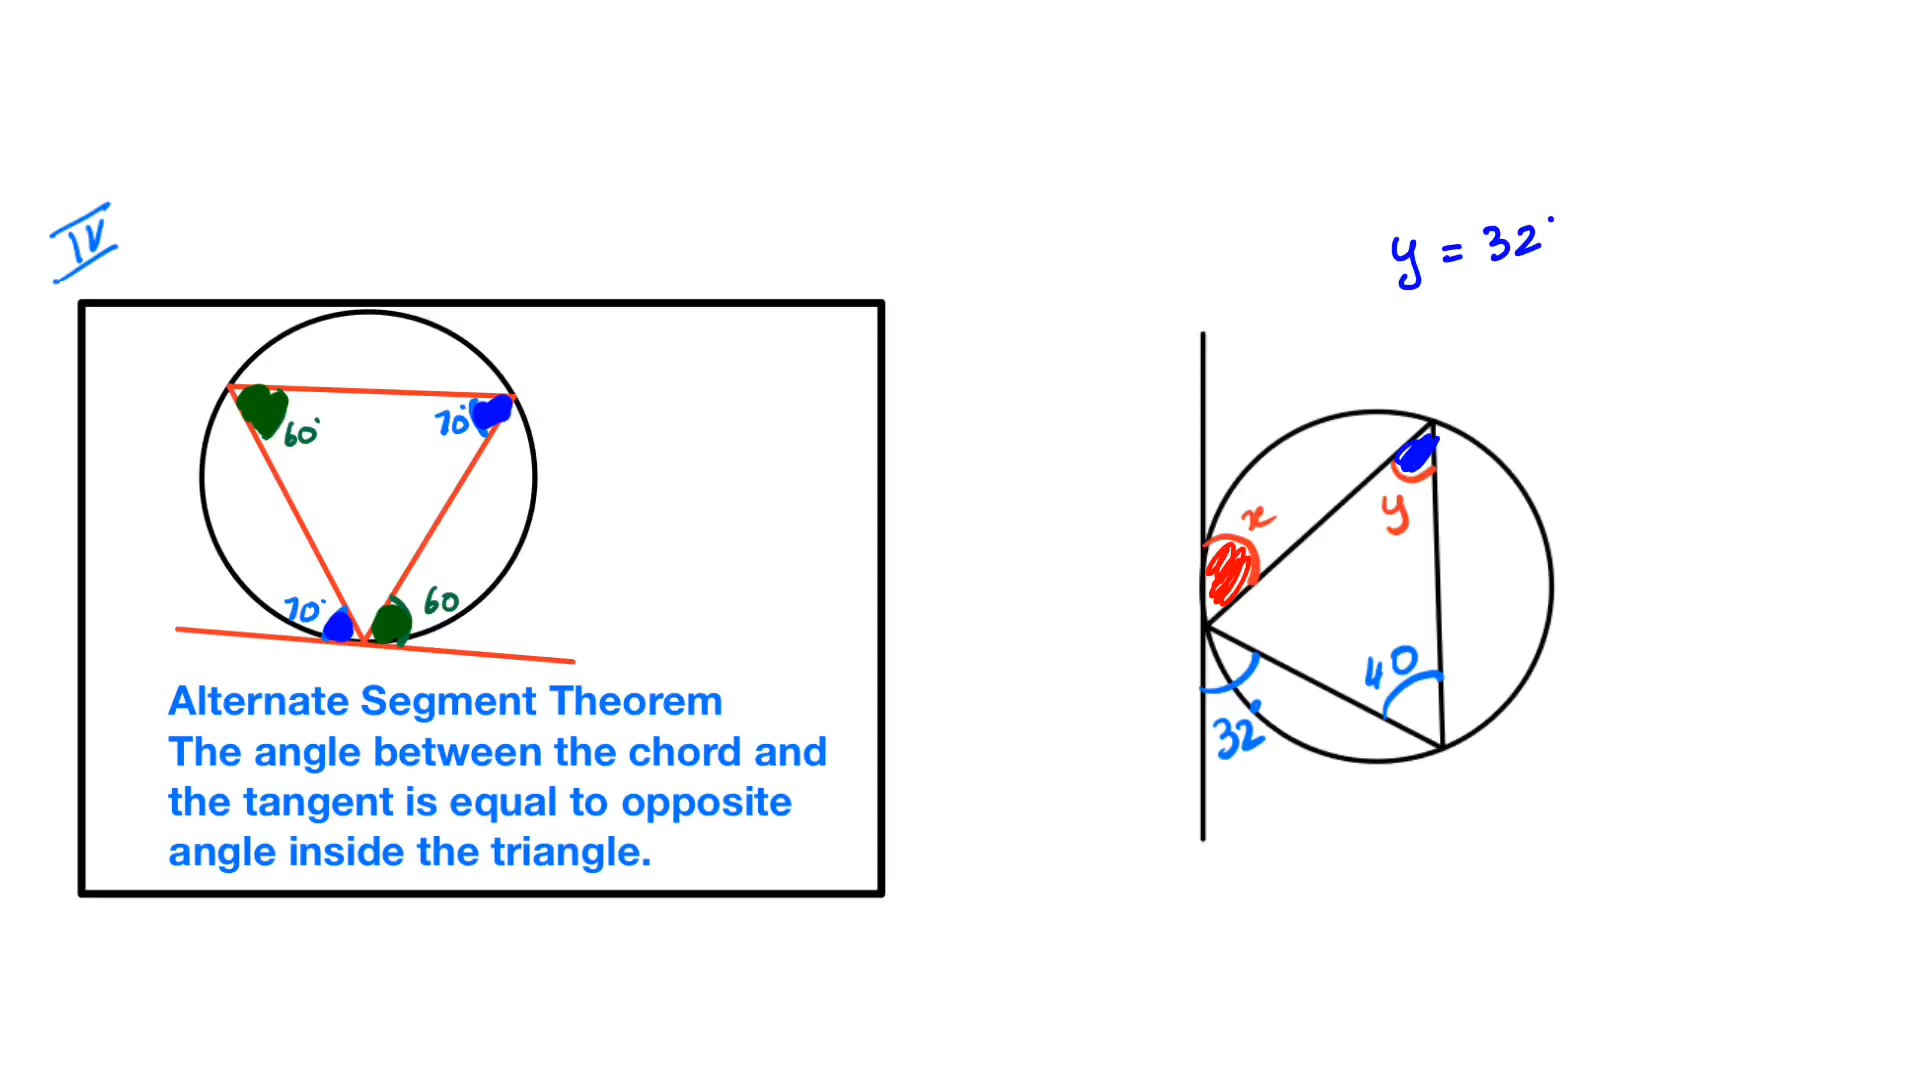 IV
y = 32°
60°
70°
x
y
70°
60
40
32°
Alternate Segment Theorem
The angle between the chord and
the tangent is equal to opposite
angle inside the triangle.